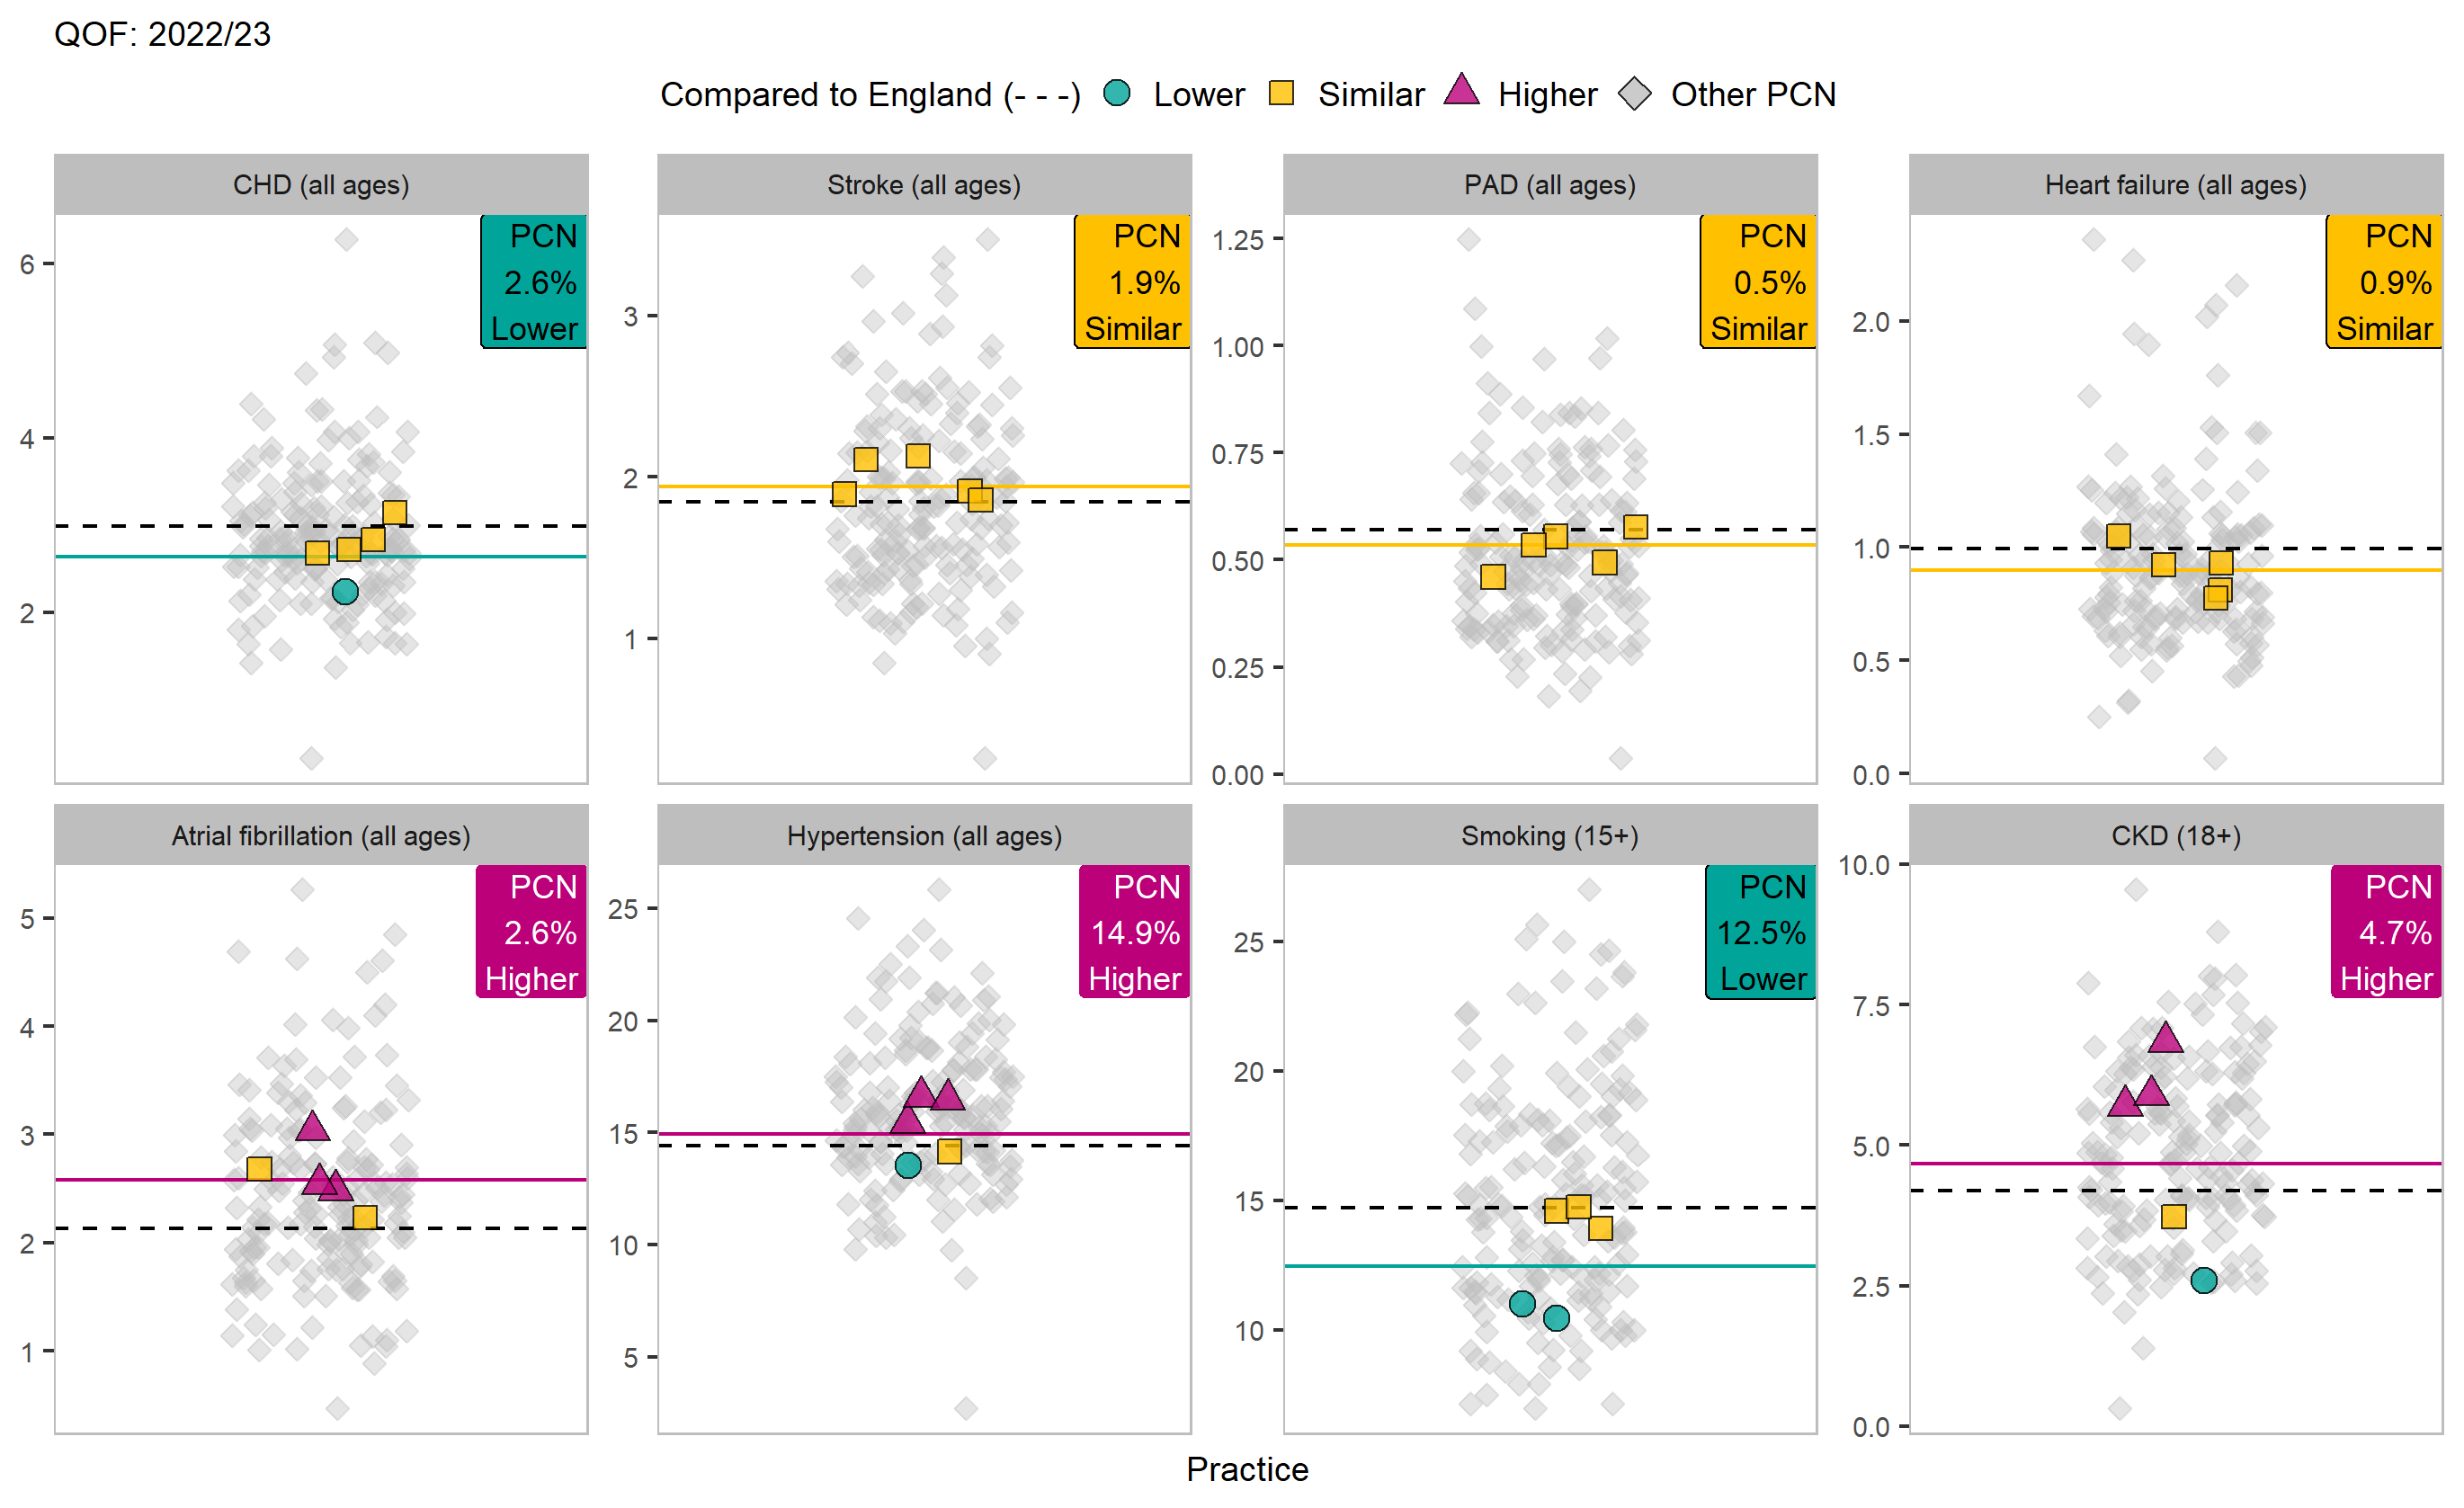 QOF: 2022/23
Compared to England (- - -) Lower Similar Higher Other PCN
CHD (all ages)
PCN
2.6%
Lower
6
4
2
Stroke (all ages)
PCN
1.9%
Similar
3
2
1
PAD (all ages)
PCN
0.5%
Similar
1.25
1.00
0.75
0.50
0.25
0.00
Heart failure (all ages)
PCN
0.9%
Similar
2.0
1.5
1.0
0.5
0.0
Atrial fibrillation (all ages)
PCN
2.6%
Higher
5
4
3
2
1
Hypertension (all ages)
PCN
14.9%
Higher
25
20
15
10
5
Smoking (15+)
PCN
12.5%
Lower
25
20
15
10
CKD (18+)
PCN
4.7%
Higher
10.0
7.5
5.0
2.5
0.0
Practice